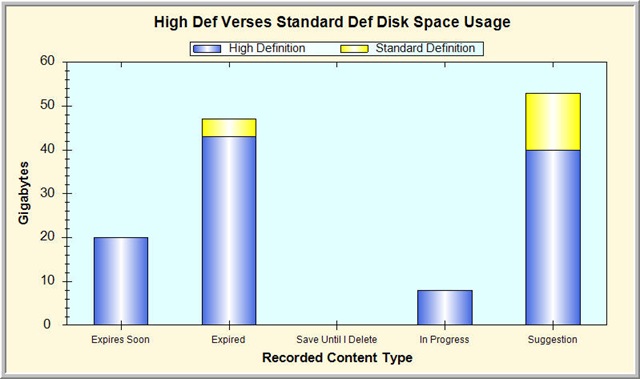 High Def Verses Standard Def Disk Space Usage
High Definition Standard Definition
60
50
40
30
20
10
0
Gigabytes
Expires Soon Expired Save Until I Delete In Progress Suggestion
Recorded Content Type